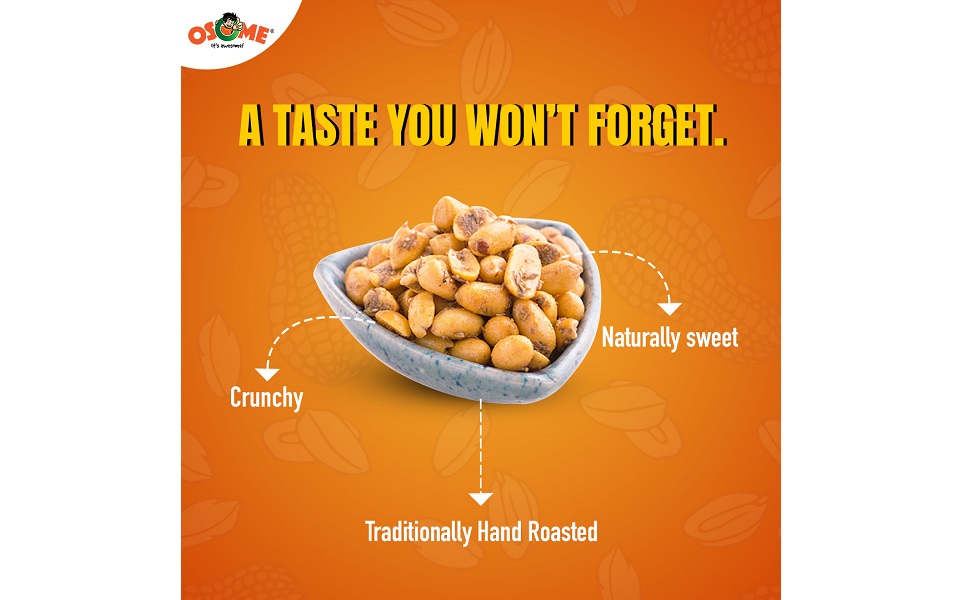 OSOME®
it's awesome!
A TASTE YOU WON'T FORGET.
Naturally sweet
Crunchy
Traditionally Hand Roasted